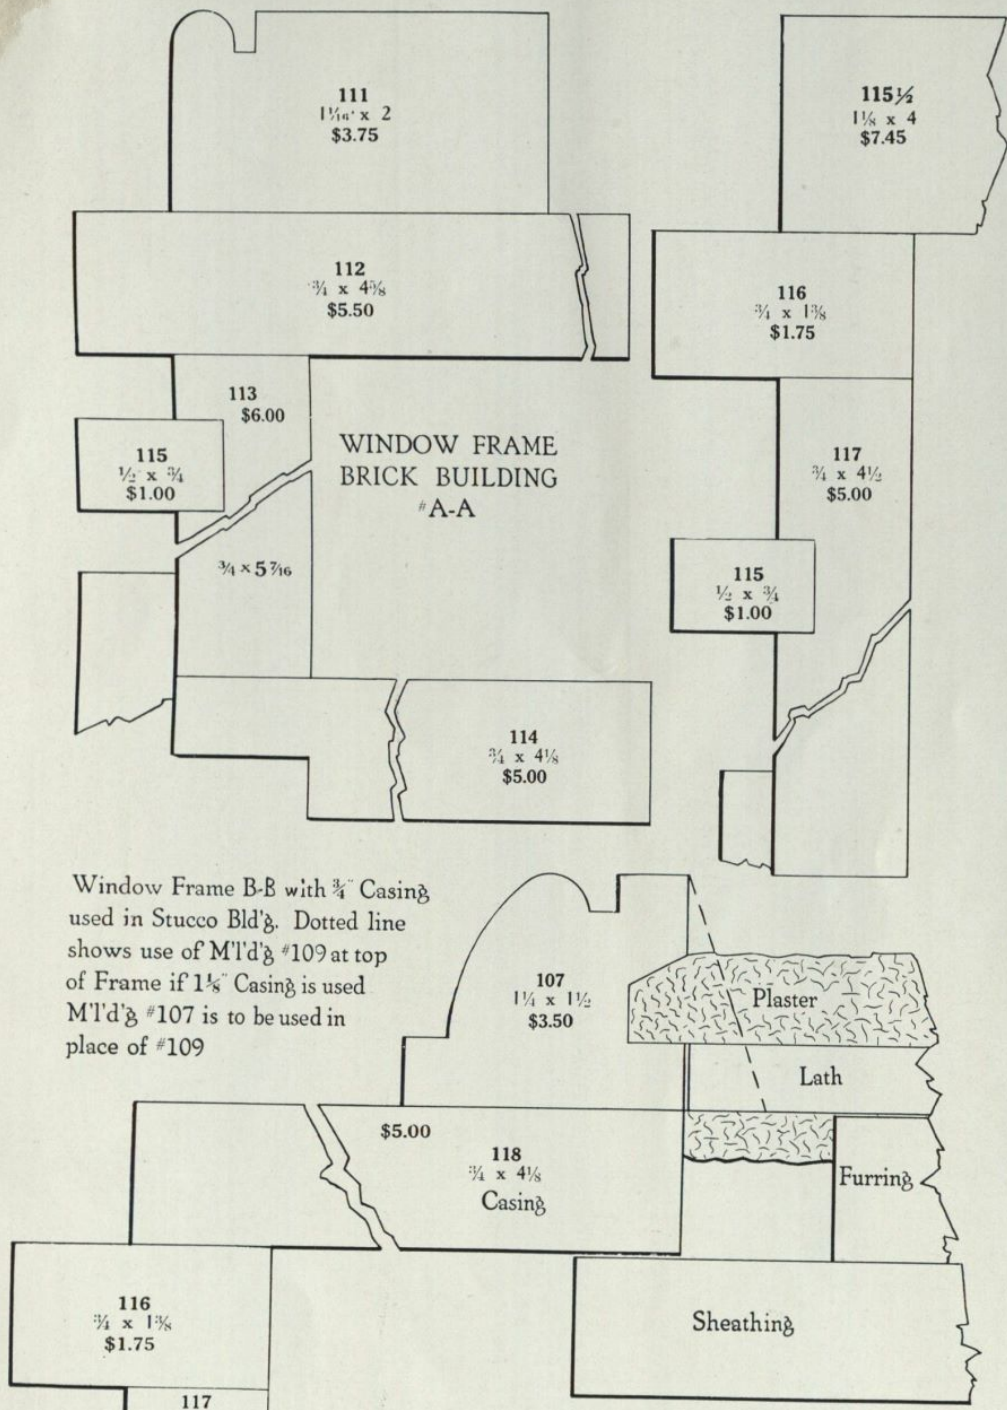 111
1 1/16" x 2
$3.75
115½
1⅛ x 4
$7.45
112
¾ x 4⅜
$5.50
116
¾ x 1⅜
$1.75
113
$6.00
115
½ x ¾
$1.00
WINDOW FRAME
BRICK BUILDING
#A-A
117
¾ x 4½
$5.00
¾ x 5 7/16
115
½ x ¾
$1.00
114
¾ x 4⅛
$5.00
Window Frame B-B with ¾" Casing
used in Stucco Bld'g. Dotted line
shows use of M'l'd'g #109 at top
of Frame if 1⅛" Casing is used
M'l'd'g #107 is to be used in
place of #109
107
1¼ x 1½
$3.50
Plaster
Lath
$5.00
118
¾ x 4⅛
Casing
Furring
116
¾ x 1⅜
$1.75
Sheathing
117